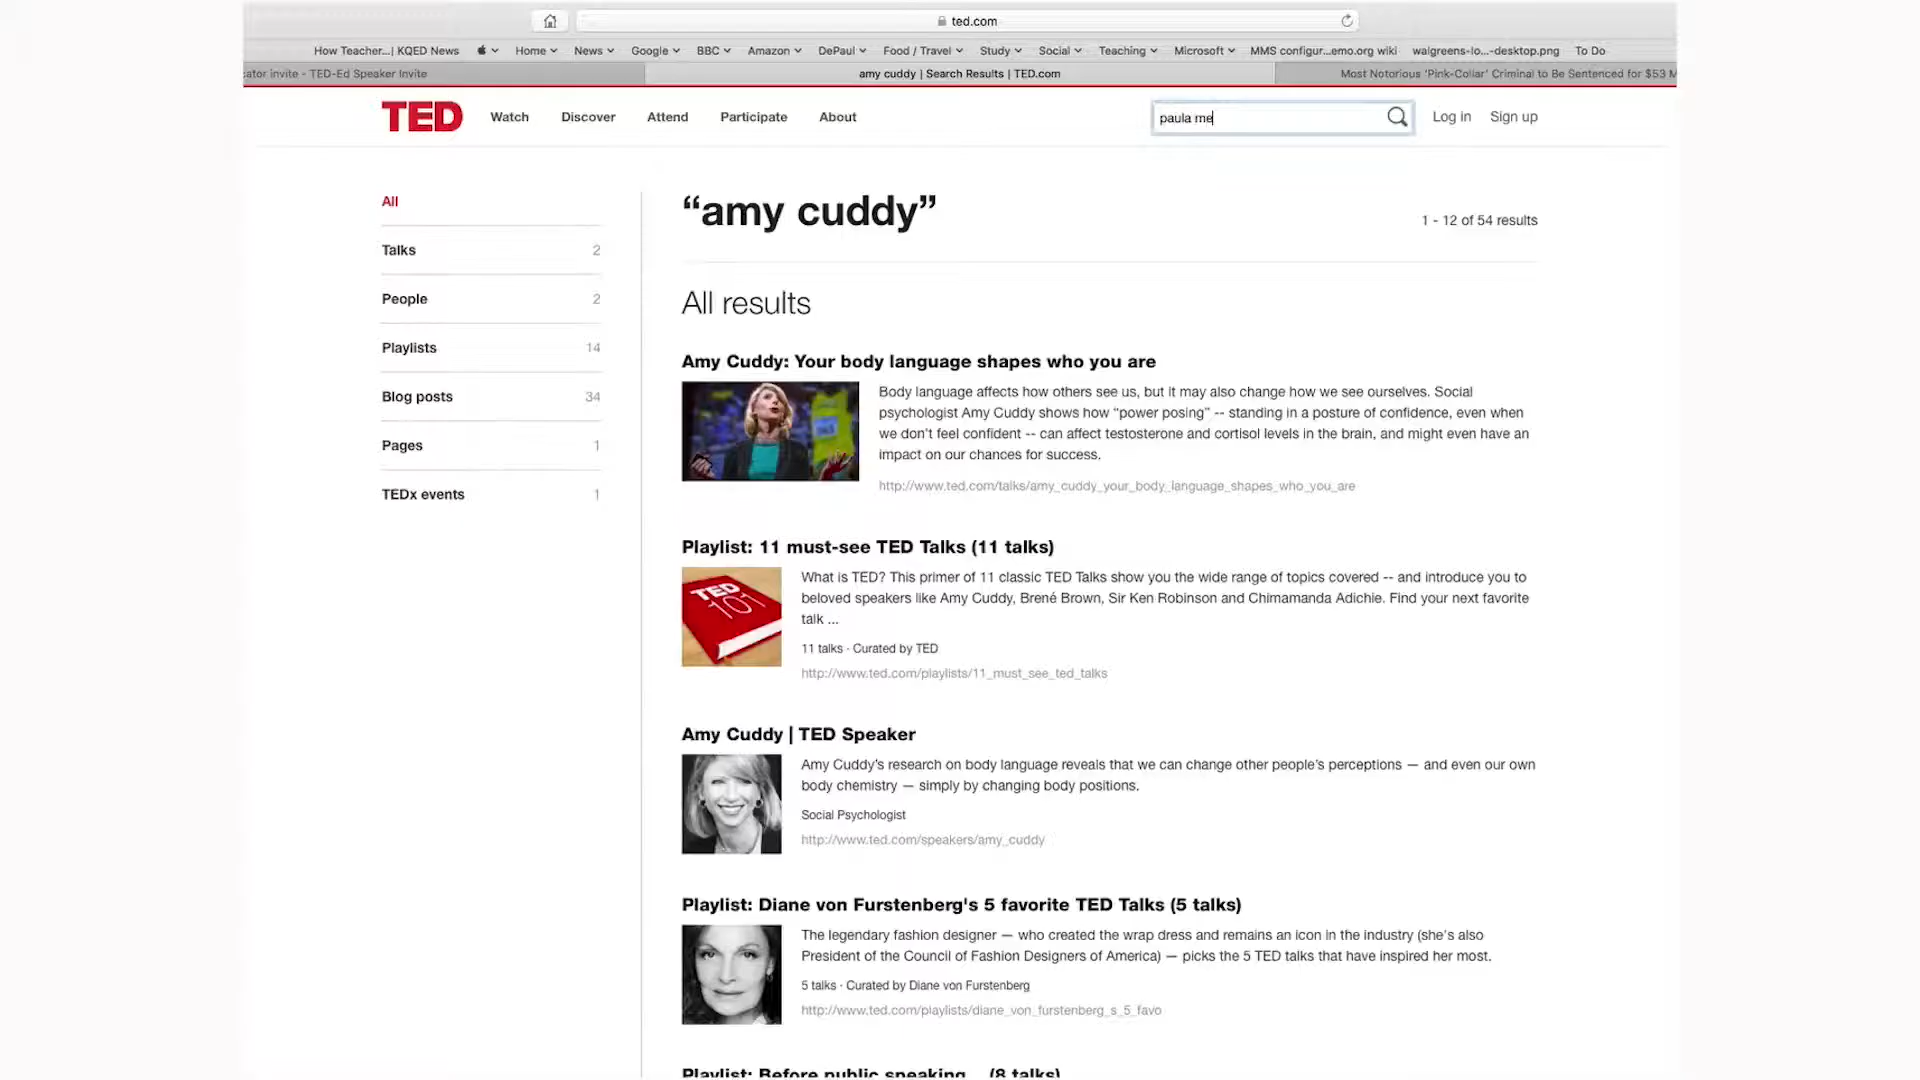 ted.com
How Teacher...| KQED News Home News Google BBC Amazon DePaul Food / Travel Study Social Teaching Microsoft MMS configur...emo.org wiki walgreens-lo...-desktop.png To Do
ator invite - TED-Ed Speaker Invite
amy cuddy | Search Results | TED.com
Most Notorious 'Pink-Collar' Criminal to Be Sentenced for $53 M
TED Watch Discover Attend Participate About paula me Log in Sign up
All
Talks 2
People 2
Playlists 14
Blog posts 34
Pages 1
TEDx events 1
“amy cuddy”
1 - 12 of 54 results
All results
Amy Cuddy: Your body language shapes who you are
Body language affects how others see us, but it may also change how we see ourselves. Social
psychologist Amy Cuddy shows how “power posing” -- standing in a posture of confidence, even when
we don’t feel confident -- can affect testosterone and cortisol levels in the brain, and might even have an
impact on our chances for success.
http://www.ted.com/talks/amy_cuddy_your_body_language_shapes_who_you_are
Playlist: 11 must-see TED Talks (11 talks)
TED
101
What is TED? This primer of 11 classic TED Talks show you the wide range of topics covered -- and introduce you to
beloved speakers like Amy Cuddy, Brené Brown, Sir Ken Robinson and Chimamanda Adichie. Find your next favorite
talk ...
11 talks · Curated by TED
http://www.ted.com/playlists/11_must_see_ted_talks
Amy Cuddy | TED Speaker
Amy Cuddy’s research on body language reveals that we can change other people’s perceptions — and even our own
body chemistry — simply by changing body positions.
Social Psychologist
http://www.ted.com/speakers/amy_cuddy
Playlist: Diane von Furstenberg's 5 favorite TED Talks (5 talks)
The legendary fashion designer — who created the wrap dress and remains an icon in the industry (she’s also
President of the Council of Fashion Designers of America) — picks the 5 TED talks that have inspired her most.
5 talks · Curated by Diane von Furstenberg
http://www.ted.com/playlists/diane_von_furstenberg_s_5_favo
Playlist: Before public speaking... (8 talks)